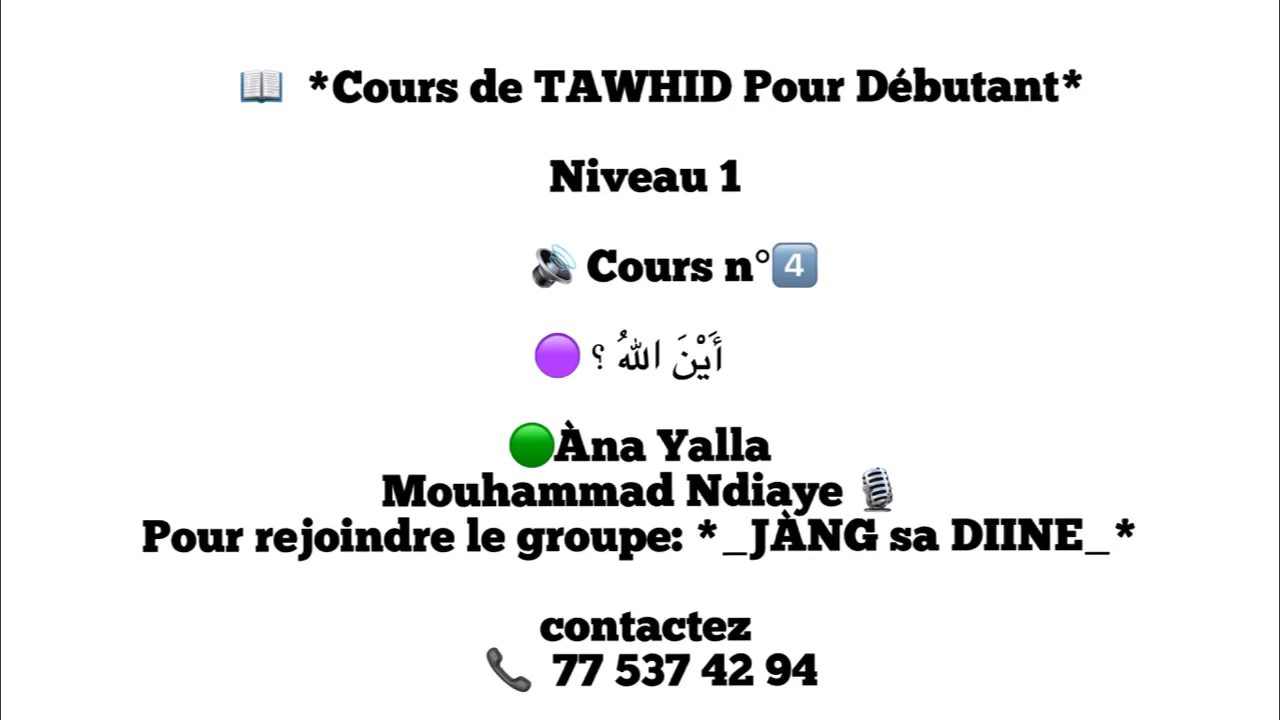 📖 *Cours de TAWHID Pour Débutant*
Niveau 1
🔊 Cours n°4️⃣
🟣 أَيْنَ اللهُ ؟
🟢Àna Yalla
Mouhammad Ndiaye 🎙️
Pour rejoindre le groupe: *_JÀNG sa DIINE_*
contactez
📞 77 537 42 94